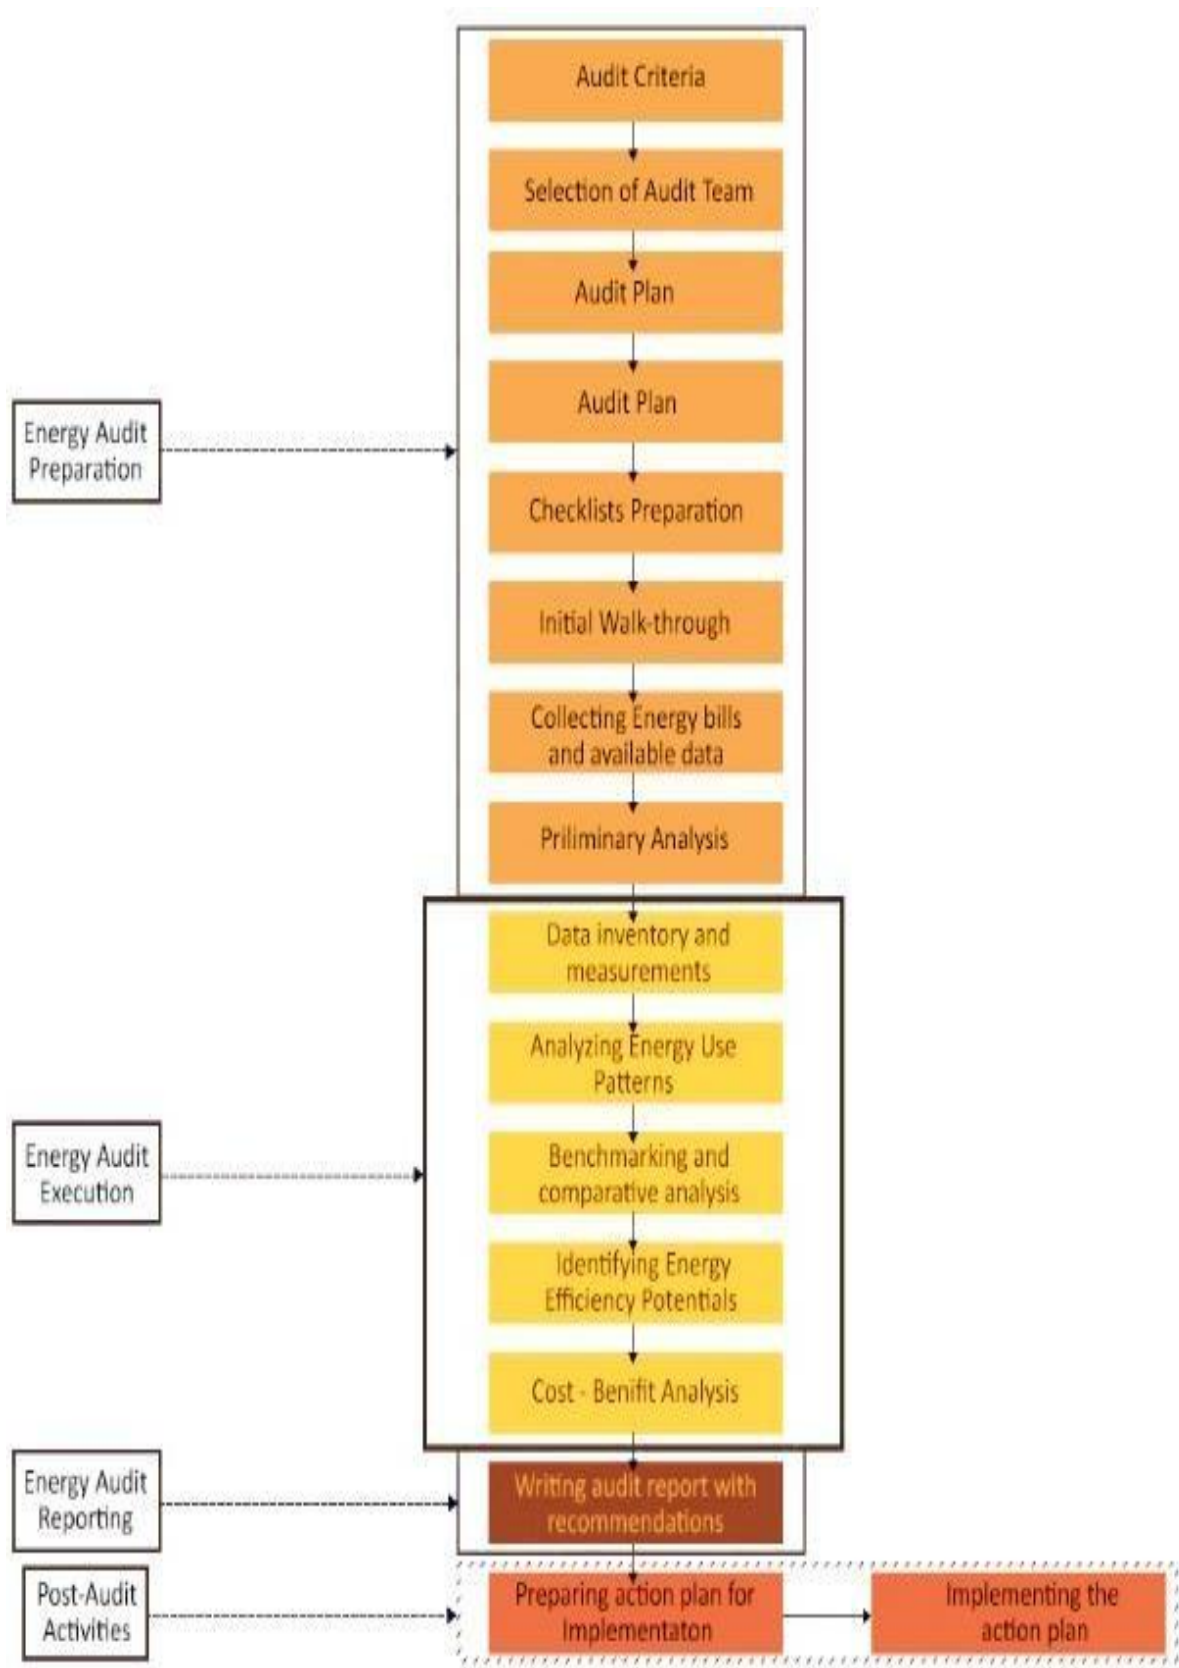 Audit Criteria
Selection of Audit Team
Audit Plan
Audit Plan
Energy Audit
Preparation
Checklists Preparation
Initial Walk-through
Collecting Energy bills
and available data
Priliminary Analysis
Data inventory and
measurements
Analyzing Energy Use
Patterns
Energy Audit
Execution
Benchmarking and
comparative analysis
Identifying Energy
Efficiency Potentials
Cost - Benifit Analysis
Energy Audit
Reporting
Writing audit report with
recommendations
Post-Audit
Activities
Preparing action plan for
Implementaton
Implementing the
action plan